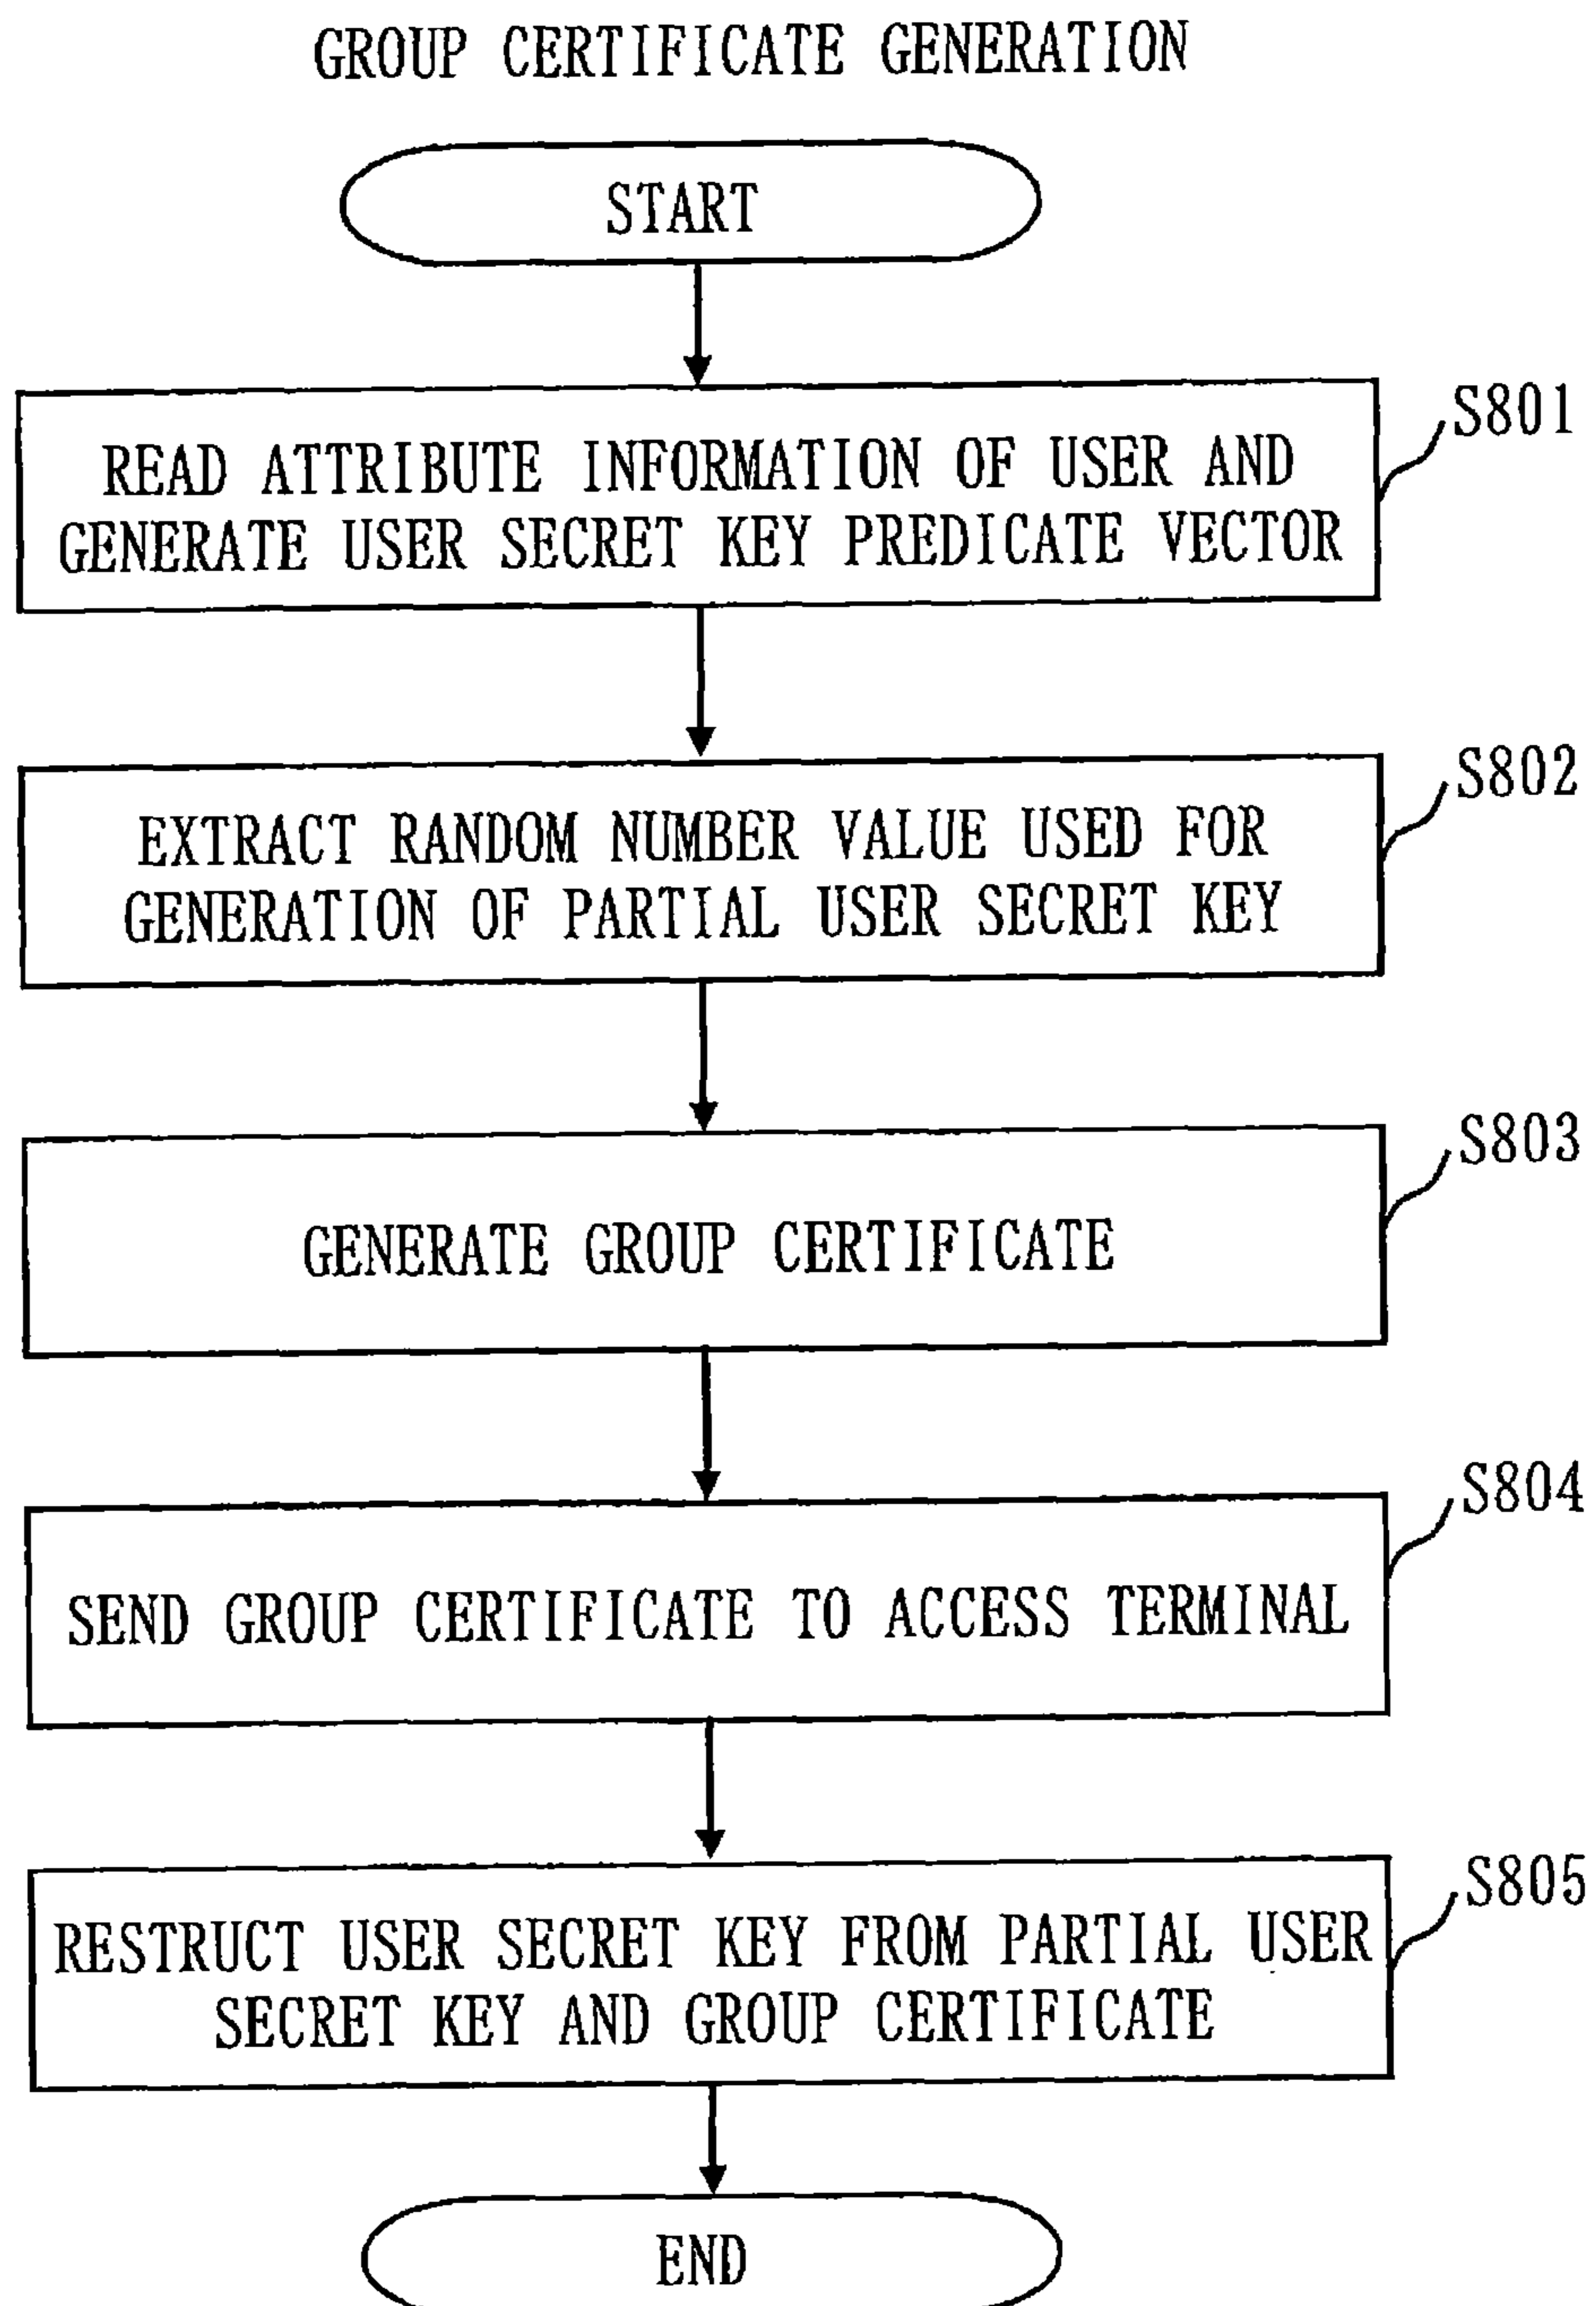 GROUP CERTIFICATE GENERATION
START
S801
READ ATTRIBUTE INFORMATION OF USER AND
GENERATE USER SECRET KEY PREDICATE VECTOR
S802
EXTRACT RANDOM NUMBER VALUE USED FOR
GENERATION OF PARTIAL USER SECRET KEY
S803
GENERATE GROUP CERTIFICATE
S804
SEND GROUP CERTIFICATE TO ACCESS TERMINAL
S805
RESTRUCT USER SECRET KEY FROM PARTIAL USER
SECRET KEY AND GROUP CERTIFICATE
END